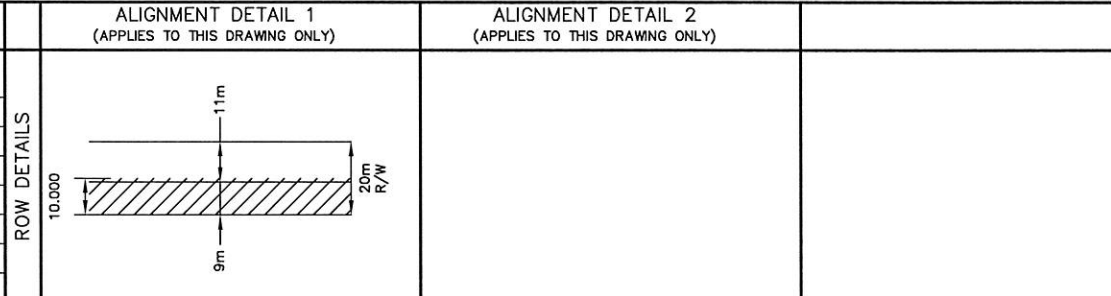 ALIGNMENT DETAIL 1
(APPLIES TO THIS DRAWING ONLY)
ALIGNMENT DETAIL 2
(APPLIES TO THIS DRAWING ONLY)
ROW DETAILS
10.000
11m
9m
20m
R/W